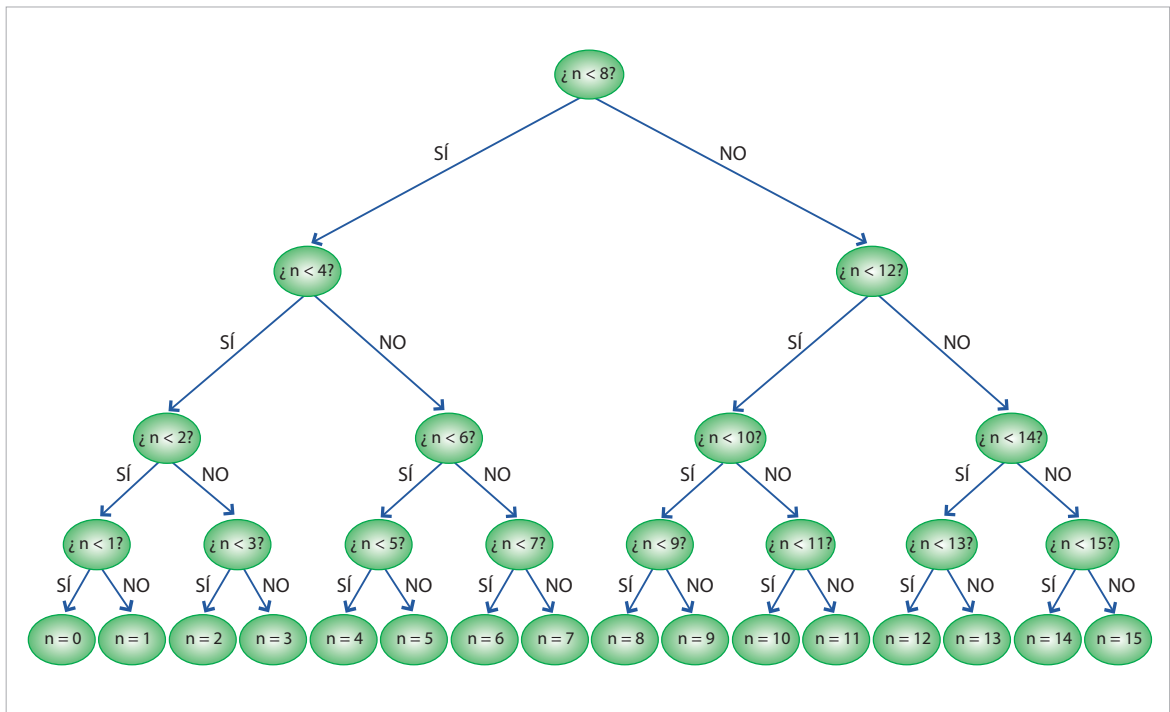 ¿ n < 8?
SÍ NO
¿ n < 4? ¿ n < 12?
SÍ NO SÍ NO
¿ n < 2? ¿ n < 6? ¿ n < 10? ¿ n < 14?
SÍ NO SÍ NO SÍ NO SÍ NO
¿ n < 1? ¿ n < 3? ¿ n < 5? ¿ n < 7? ¿ n < 9? ¿ n < 11? ¿ n < 13? ¿ n < 15?
SÍ NO SÍ NO SÍ NO SÍ NO SÍ NO SÍ NO SÍ NO SÍ NO
n = 0 n = 1 n = 2 n = 3 n = 4 n = 5 n = 6 n = 7 n = 8 n = 9 n = 10 n = 11 n = 12 n = 13 n = 14 n = 15